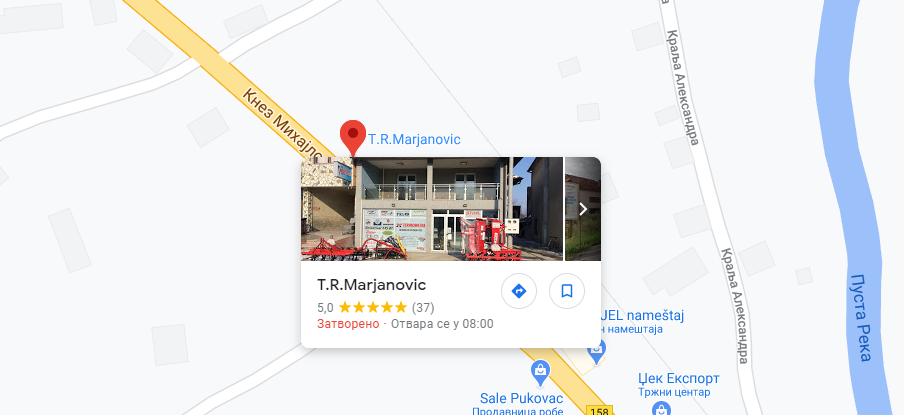 Краља Александра
Кнез Михајло
T.R.Marjanovic
T.R.Marjanovic
5,0 ★★★★★ (37)
Затворено · Отвара се у 08:00
Краља Александра
Пуста Река
JEL nameštaj
н намештаја
Џек Експорт
Тржни центар
Sale Pukovac
Продавница робе
158